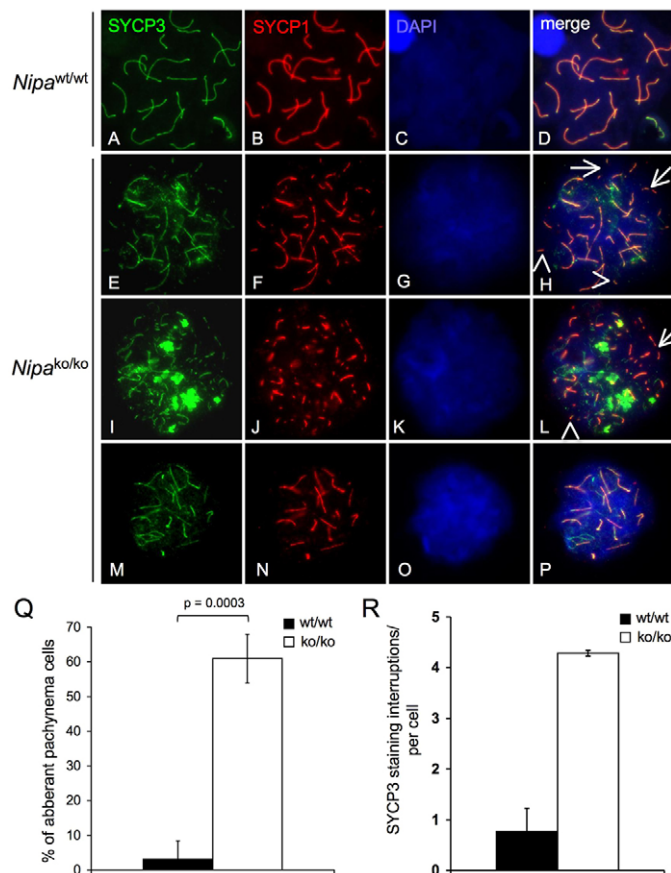 SYCP3 SYCP1 DAPI merge
Nipawt/wt
A B C D
E F G H
Nipako/ko
I J K L
M N O P
Q R
p = 0.0003
wt/wt
ko/ko
wt/wt
ko/ko
% of abberant pachynema cells
70
60
50
40
30
20
10
0
SYCP3 staining interruptions/
per cell
5
4
3
2
1
0